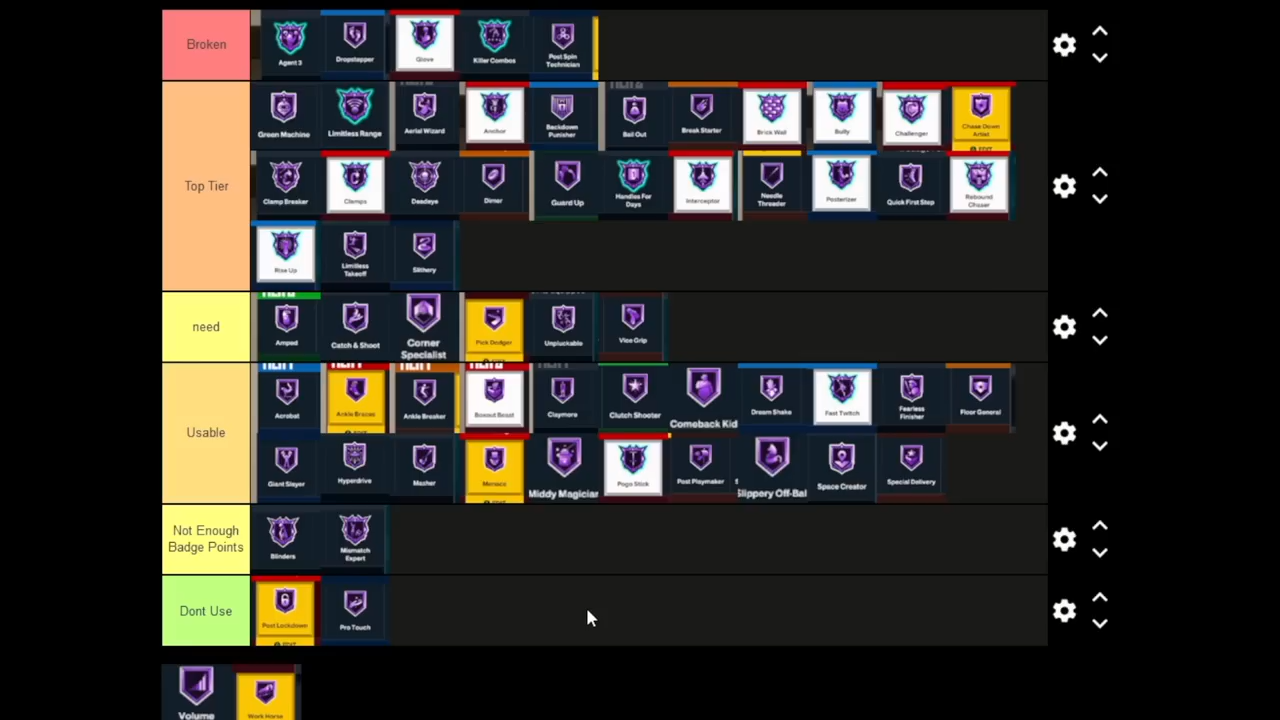 Broken
Agent 3
Dropstepper
Glove
Killer Combos
Post Spin
Technician
Top Tier
Green Machine
Limitless Range
Aerial Wizard
Anchor
Backdown
Punisher
Bail Out
Break Starter
Brick Wall
Bully
Challenger
Chase Down
Artist
EDIT
Clamp Breaker
Clamps
Deadeye
Dimer
Guard Up
Handles For
Days
Interceptor
Needle
Threader
Posterizer
Quick First Step
Rebound
Chaser
Rise Up
Limitless
Takeoff
Slithery
need
Amped
Catch & Shoot
Corner
Specialist
Pick Dodger
Unpluckable
Vice Grip
Usable
Acrobat
Ankle Braces
Ankle Breaker
Boxout Beast
Claymore
Clutch Shooter
Comeback Kid
Dream Shake
Fast Twitch
Fearless
Finisher
Floor General
Giant Slayer
Hyperdrive
Masher
Menace
Middy Magician
Pogo Stick
Post Playmaker
Slippery Off-Bal
Space Creator
Special Delivery
Not Enough
Badge Points
Blinders
Mismatch
Expert
Dont Use
Post Lockdown
Pro Touch
Volume
Work Horse